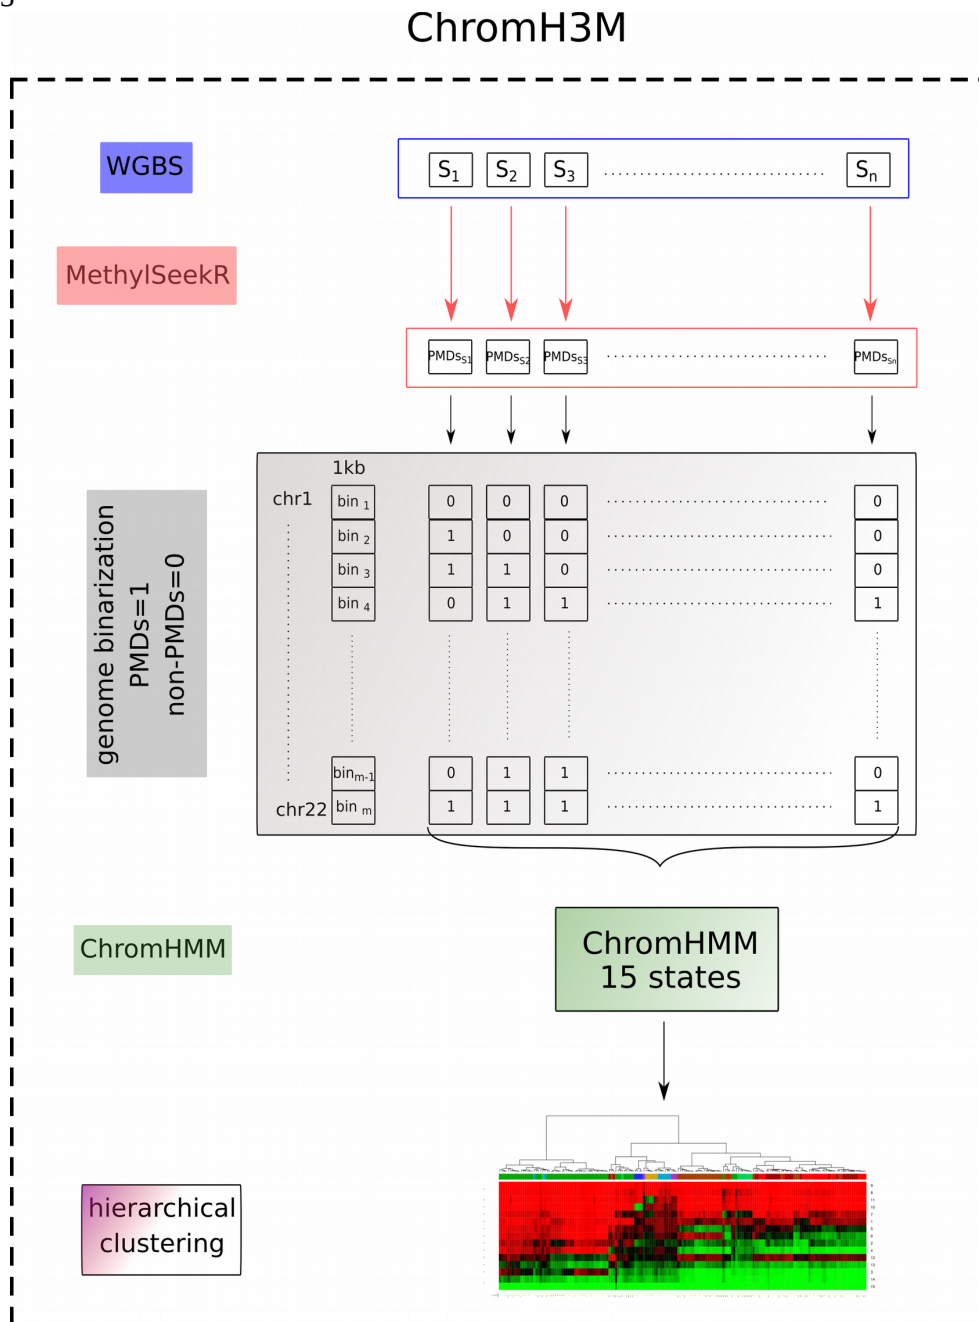 ChromH3M
WGBS
S1 S2 S3 Sn
MethylSeekR
PMDsS1 PMDsS2 PMDsS3 PMDsSn
genome binarization
PMDs=1
non-PMDs=0
1kb
chr1 bin 1 0 0 0 0
bin 2 1 0 0 0
bin 3 1 1 0 0
bin 4 0 1 1 1
binm-1 0 1 1 0
chr22 bin m 1 1 1 1
ChromHMM
ChromHMM
15 states
hierarchical
clustering